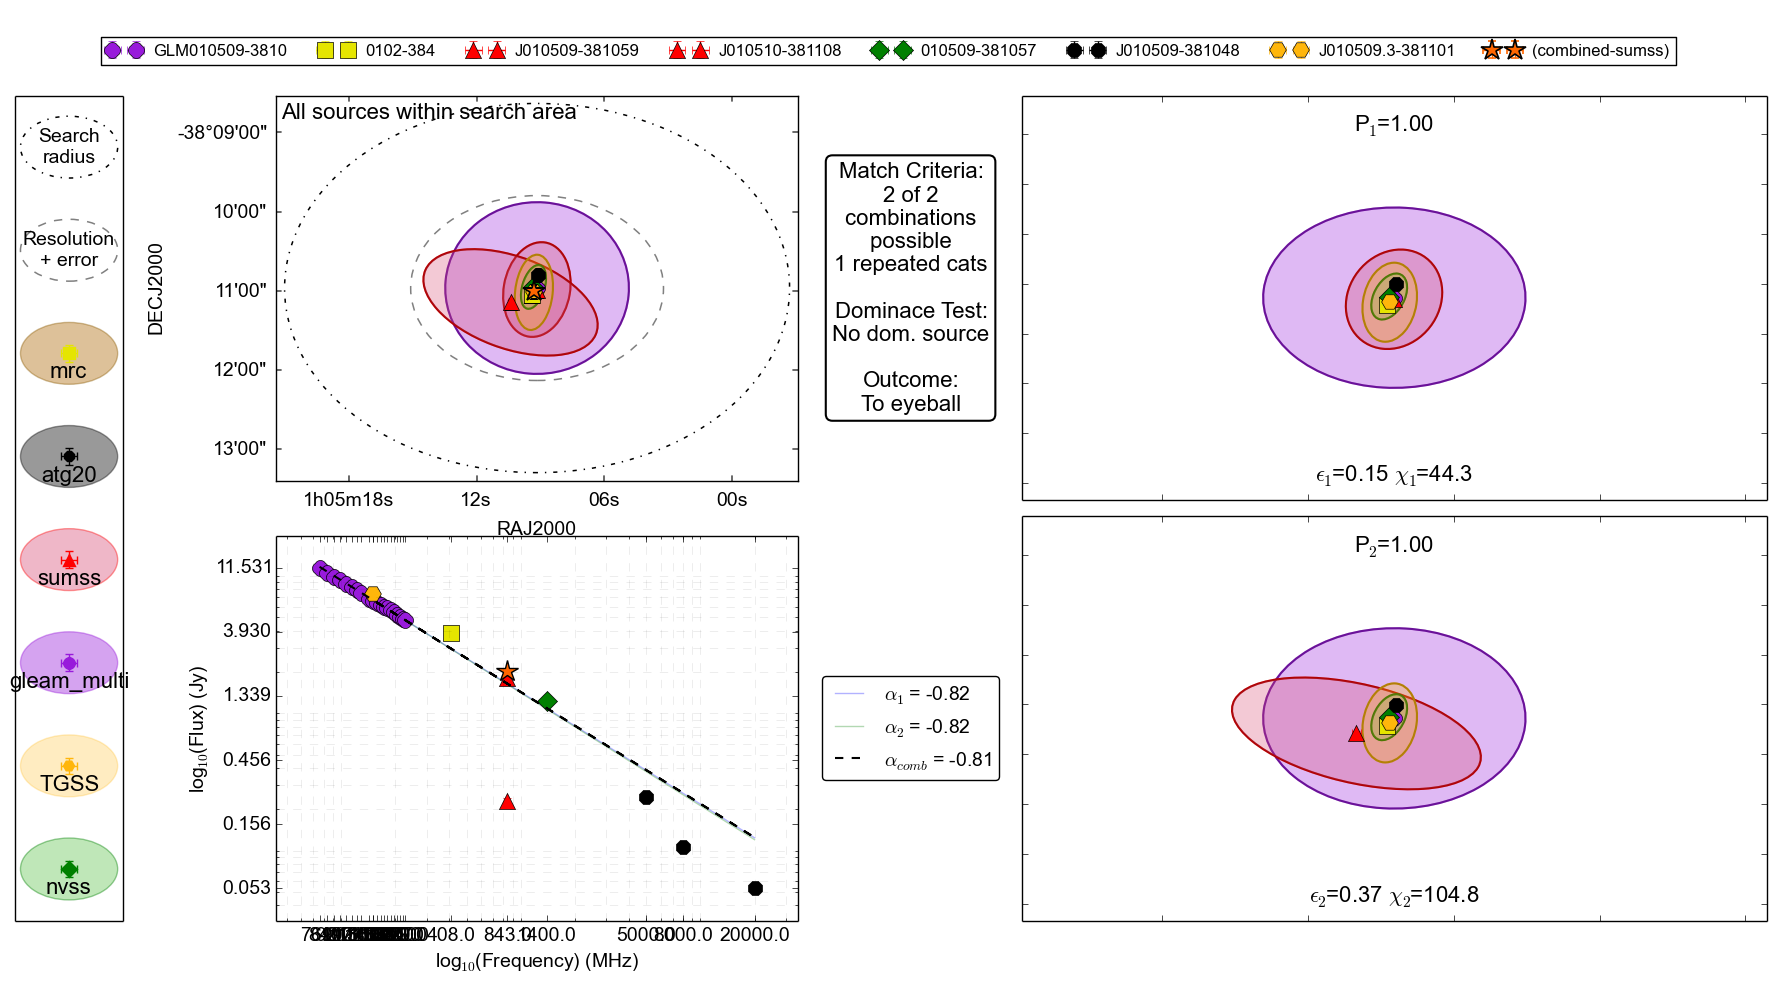 GLM010509-3810 0102-384 J010509-381059 J010510-381108 010509-381057 J010509-381048 J010509.3-381101 (combined-sumss)
Search
radius
Resolution
+ error
mrc
atg20
sumss
gleam_multi
TGSS
nvss
All sources within search area
DECJ2000
-38°09'00"
10'00"
11'00"
12'00"
13'00"
1h05m18s 12s 06s 00s
RAJ2000
Match Criteria:
2 of 2
combinations
possible
1 repeated cats
Dominace Test:
No dom. source
Outcome:
To eyeball
P1=1.00
ϵ1=0.15 χ1=44.3
log10(Flux) (Jy)
11.531
3.930
1.339
0.456
0.156
0.053
408.0 843.0 1400.0 5000.0 8000.0 20000.0
log10(Frequency) (MHz)
α1 = -0.82
α2 = -0.82
αcomb = -0.81
P2=1.00
ϵ2=0.37 χ2=104.8